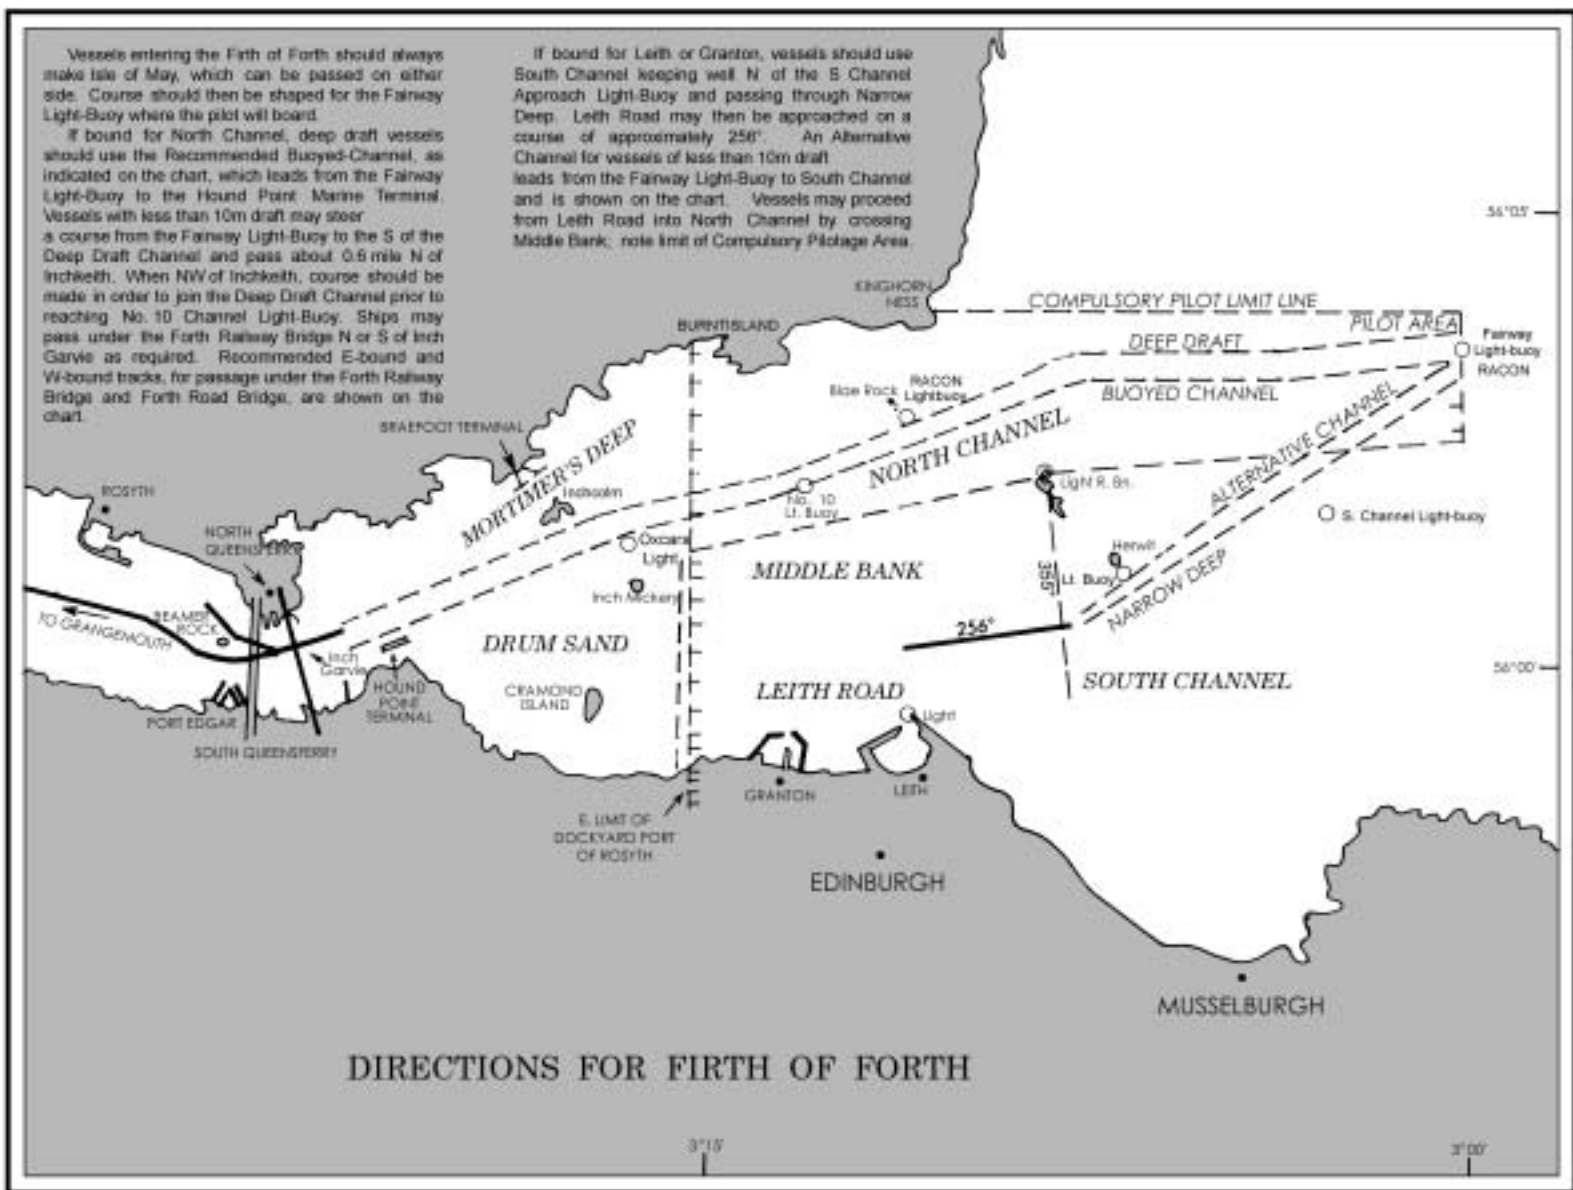 Vessels entering the Firth of Forth should always
make Isle of May, which can be passed on either
side. Course should then be shaped for the Fairway
Light-Buoy where the pilot will board.
If bound for North Channel, deep draft vessels
should use the Recommended Buoyed-Channel, as
indicated on the chart, which leads from the Fairway
Light-Buoy to the Hound Point Marine Terminal.
Vessels with less than 10m draft may steer
a course from the Fairway Light-Buoy to the S of the
Deep Draft Channel and pass about 0.6 mile N of
Inchkeith. When NW of Inchkeith, course should be
made in order to join the Deep Draft Channel prior to
reaching No. 10 Channel Light-Buoy. Ships may
pass under the Forth Railway Bridge N or S of Inch
Garvie as required. Recommended E-bound and
W-bound tracks, for passage under the Forth Railway
Bridge and Forth Road Bridge, are shown on the
chart.
If bound for Leith or Granton, vessels should use
South Channel keeping well N of the S Channel
Approach Light-Buoy and passing through Narrow
Deep. Leith Road may then be approached on a
course of approximately 256°. An Alternative
Channel for vessels of less than 10m draft
leads from the Fairway Light-Buoy to South Channel
and is shown on the chart. Vessels may proceed
from Leith Road into North Channel by crossing
Middle Bank; note limit of Compulsory Pilotage Area.
56°05'
KINGHORN
NESS
COMPULSORY PILOT LIMIT LINE
PILOT AREA
BURNTISLAND
DEEP DRAFT
Fairway
Light-buoy
RACON
RACON
Lightbuoy
Blae Rock
BUOYED CHANNEL
BRAEFOOT TERMINAL
MORTIMER'S DEEP
NORTH CHANNEL
ALTERNATIVE CHANNEL
ROSYTH
Inchcolm
No. 10
Lt. Buoy
Light R. Bn.
S. Channel Light-buoy
NORTH
QUEENSFERRY
Oxcars
Light
Herwit
Lt. Buoy
MIDDLE BANK
355°
NARROW DEEP
Inch Mickery
TO GRANGEMOUTH
BEAMER
ROCK
256°
DRUM SAND
Inch
Garvie
56°00'
HOUND
POINT
TERMINAL
CRAMOND
ISLAND
LEITH ROAD
SOUTH CHANNEL
PORT EDGAR
Light
SOUTH QUEENSFERRY
GRANTON
LEITH
E. LIMIT OF
DOCKYARD PORT
OF ROSYTH
EDINBURGH
MUSSELBURGH
DIRECTIONS FOR FIRTH OF FORTH
3°15'
3°00'